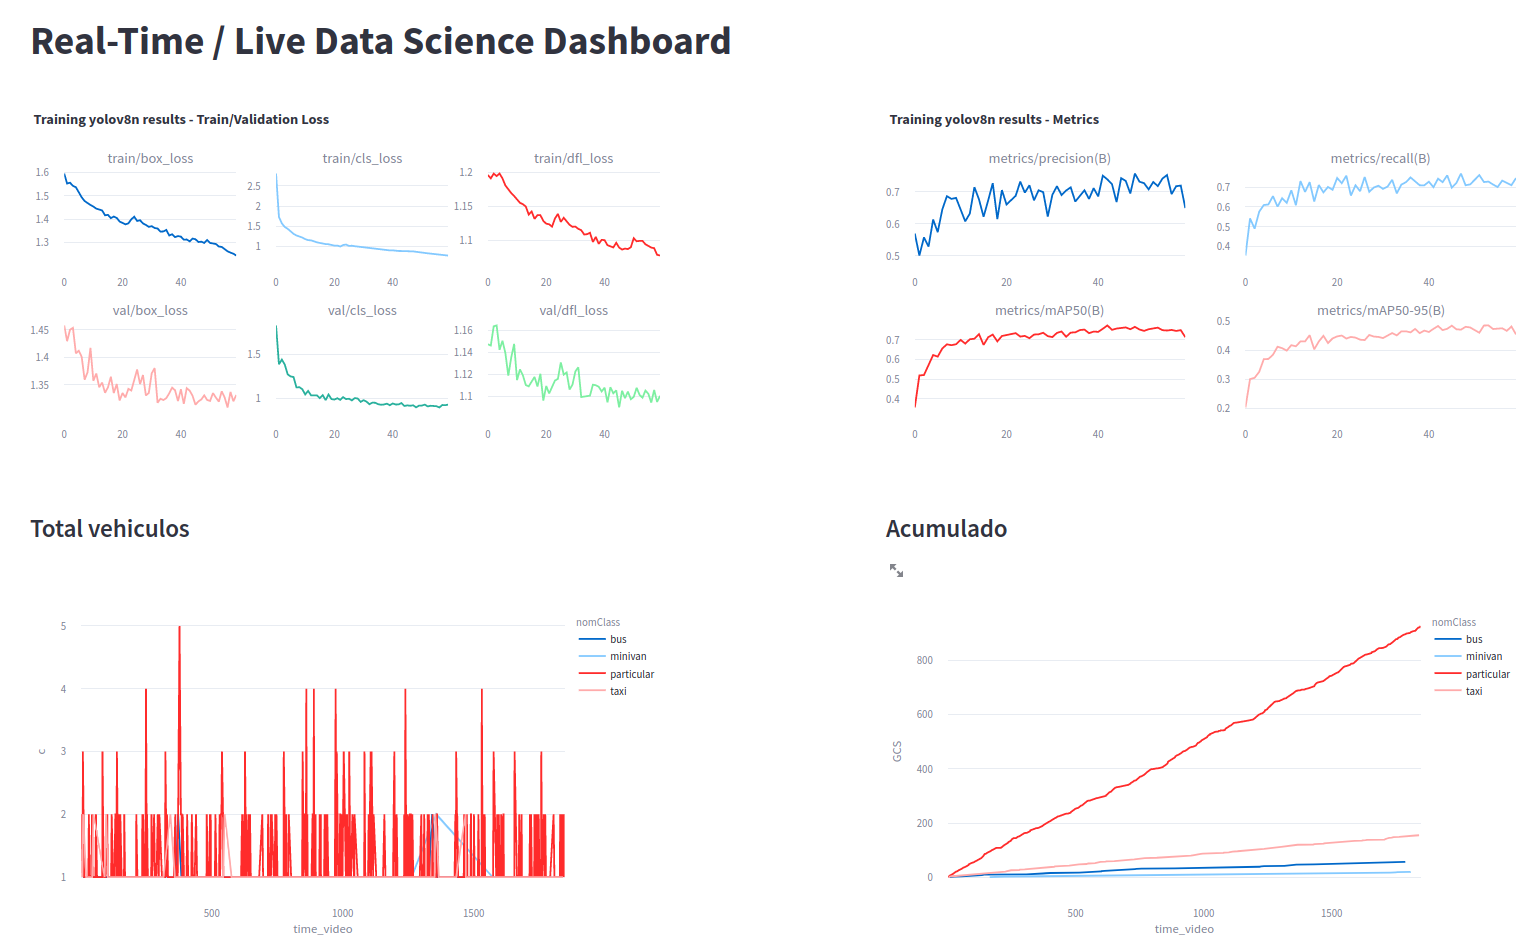 Real-Time / Live Data Science Dashboard
Training yolov8n results - Train/Validation Loss
train/box_loss
1.6
1.5
1.4
1.3
0 20 40
train/cls_loss
2.5
2
1.5
1
0 20 40
train/dfl_loss
1.2
1.15
1.1
0 20 40
val/box_loss
1.45
1.4
1.35
0 20 40
val/cls_loss
1.5
1
0 20 40
val/dfl_loss
1.16
1.14
1.12
1.1
0 20 40
Training yolov8n results - Metrics
metrics/precision(B)
0.7
0.6
0.5
0 20 40
metrics/recall(B)
0.7
0.6
0.5
0.4
0 20 40
metrics/mAP50(B)
0.7
0.6
0.5
0.4
0 20 40
metrics/mAP50-95(B)
0.5
0.4
0.3
0.2
0 20 40
Total vehiculos
5
4
3
2
1
c
500 1000 1500
time_video
nomClass
bus
minivan
particular
taxi
Acumulado
800
600
400
200
0
GCS
500 1000 1500
time_video
nomClass
bus
minivan
particular
taxi